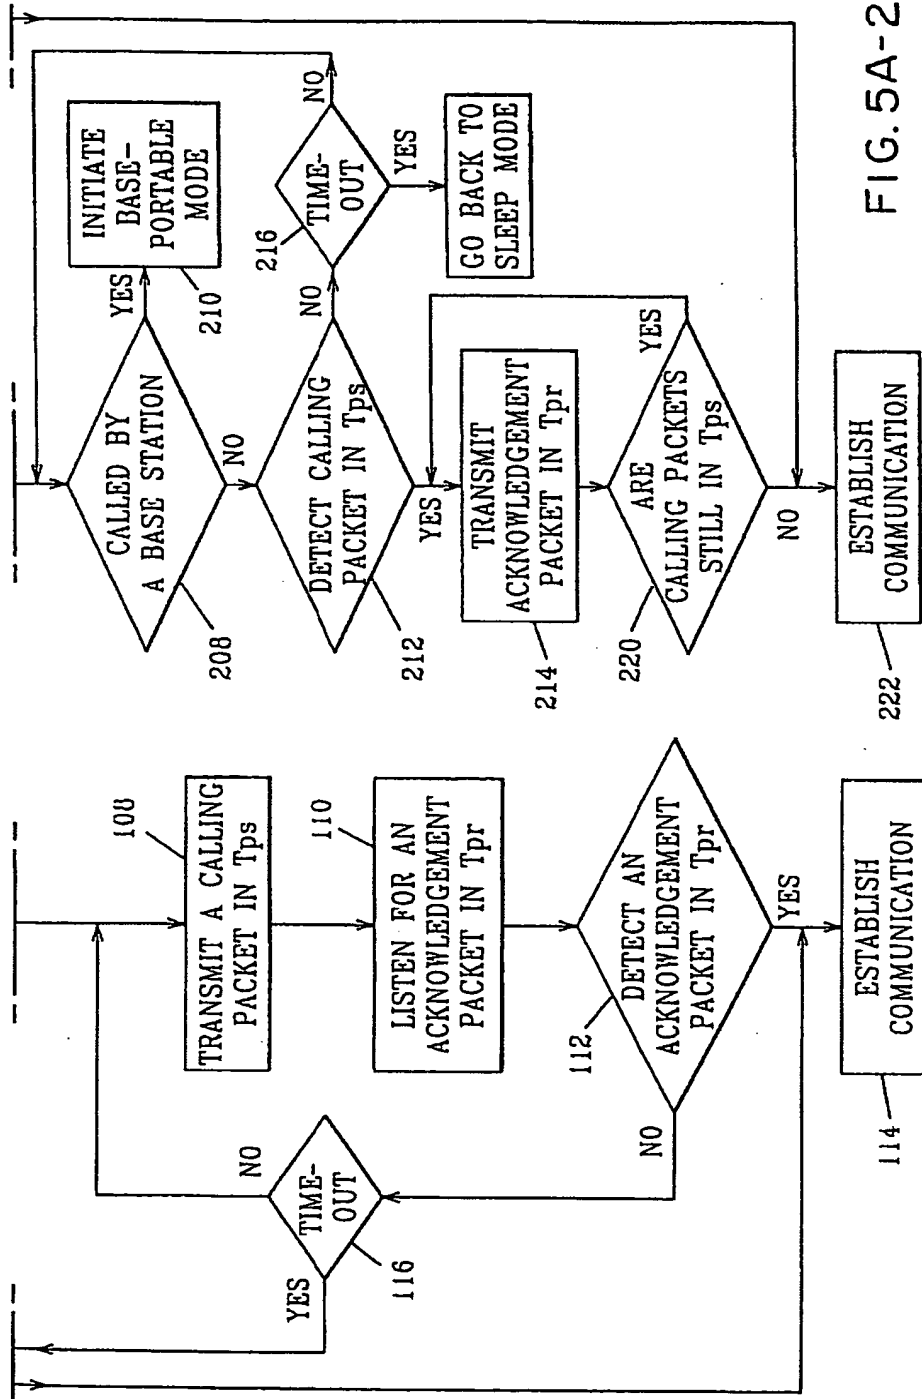 108
TRANSMIT A CALLING
PACKET IN Tps
110
LISTEN FOR AN
ACKNOWLEDGEMENT
PACKET IN Tpr
112
DETECT AN
ACKNOWLEDGEMENT
PACKET IN Tpr
NO
YES
TIME-
OUT
116
NO
YES
ESTABLISH
COMMUNICATION
114
CALLED BY
A BASE STATION
208
YES
NO
INITIATE
BASE-
PORTABLE
MODE
210
DETECT CALLING
PACKET IN Tps
212
NO
YES
216
TIME-
OUT
NO
YES
GO BACK TO
SLEEP MODE
TRANSMIT
ACKNOWLEDGEMENT
PACKET IN Tpr
214
ARE
CALLING PACKETS
STILL IN Tps
220
YES
NO
ESTABLISH
COMMUNICATION
222
FIG. 5A-2